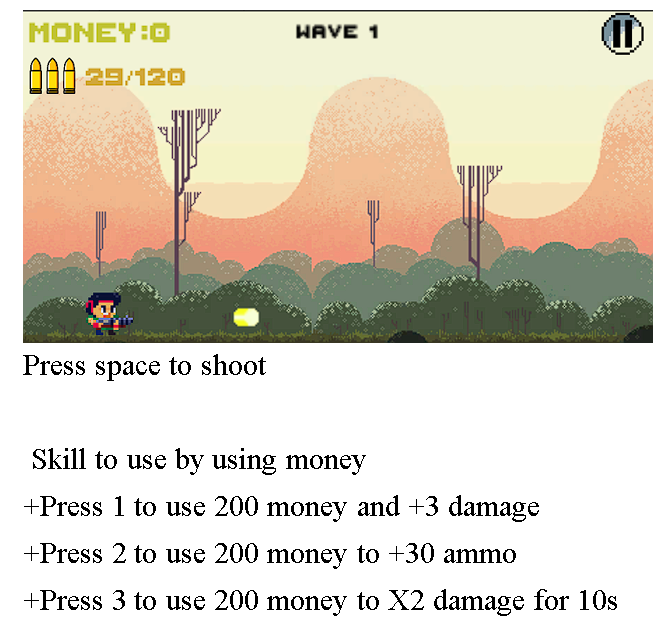 MONEY:0
WAVE 1
29/120
Press space to shoot
Skill to use by using money
+Press 1 to use 200 money and +3 damage
+Press 2 to use 200 money to +30 ammo
+Press 3 to use 200 money to X2 damage for 10s